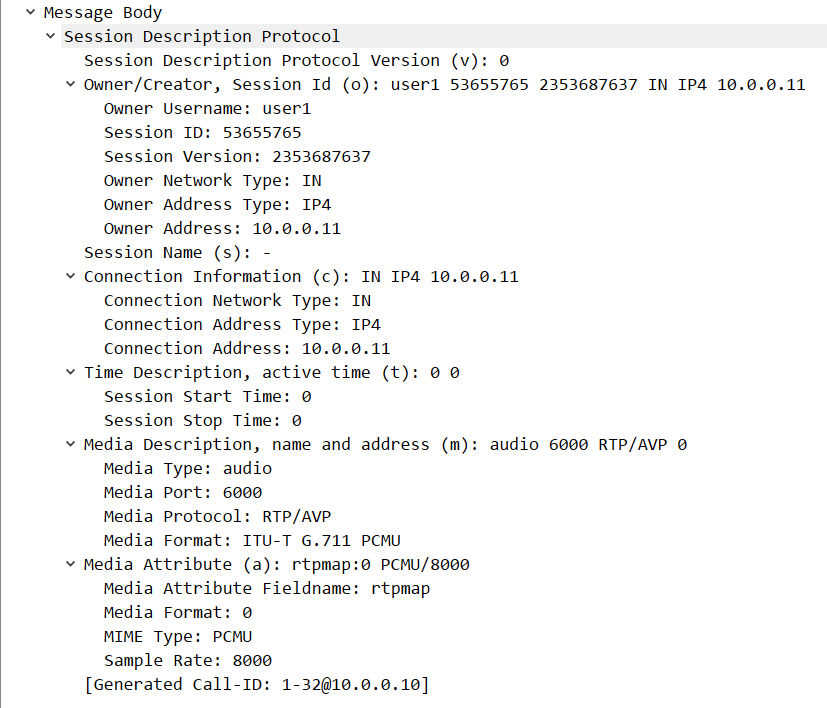 Message Body
Session Description Protocol
Session Description Protocol Version (v): 0
Owner/Creator, Session Id (o): user1 53655765 2353687637 IN IP4 10.0.0.11
Owner Username: user1
Session ID: 53655765
Session Version: 2353687637
Owner Network Type: IN
Owner Address Type: IP4
Owner Address: 10.0.0.11
Session Name (s): -
Connection Information (c): IN IP4 10.0.0.11
Connection Network Type: IN
Connection Address Type: IP4
Connection Address: 10.0.0.11
Time Description, active time (t): 0 0
Session Start Time: 0
Session Stop Time: 0
Media Description, name and address (m): audio 6000 RTP/AVP 0
Media Type: audio
Media Port: 6000
Media Protocol: RTP/AVP
Media Format: ITU-T G.711 PCMU
Media Attribute (a): rtpmap:0 PCMU/8000
Media Attribute Fieldname: rtpmap
Media Format: 0
MIME Type: PCMU
Sample Rate: 8000
[Generated Call-ID: 1-32@10.0.0.10]